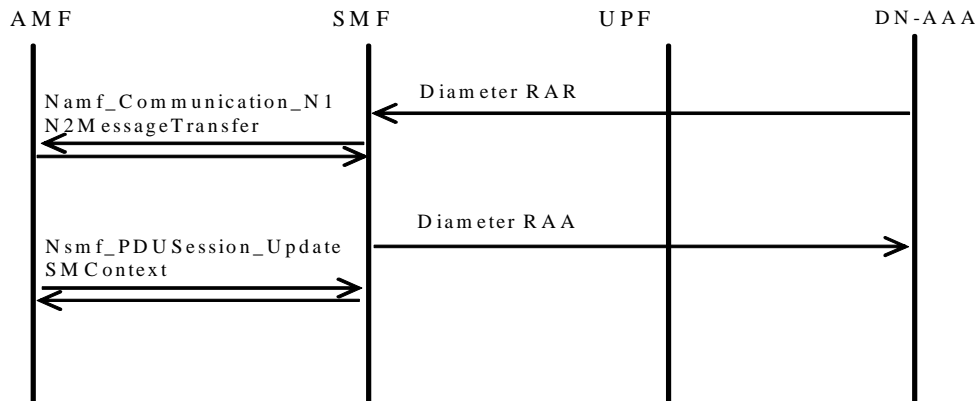 AMF
SMF
UPF
DN-AAA
Namf_Communication_N1
N2MessageTransfer
Diameter RAR
Nsmf_PDUSession_Update
SMContext
Diameter RAA